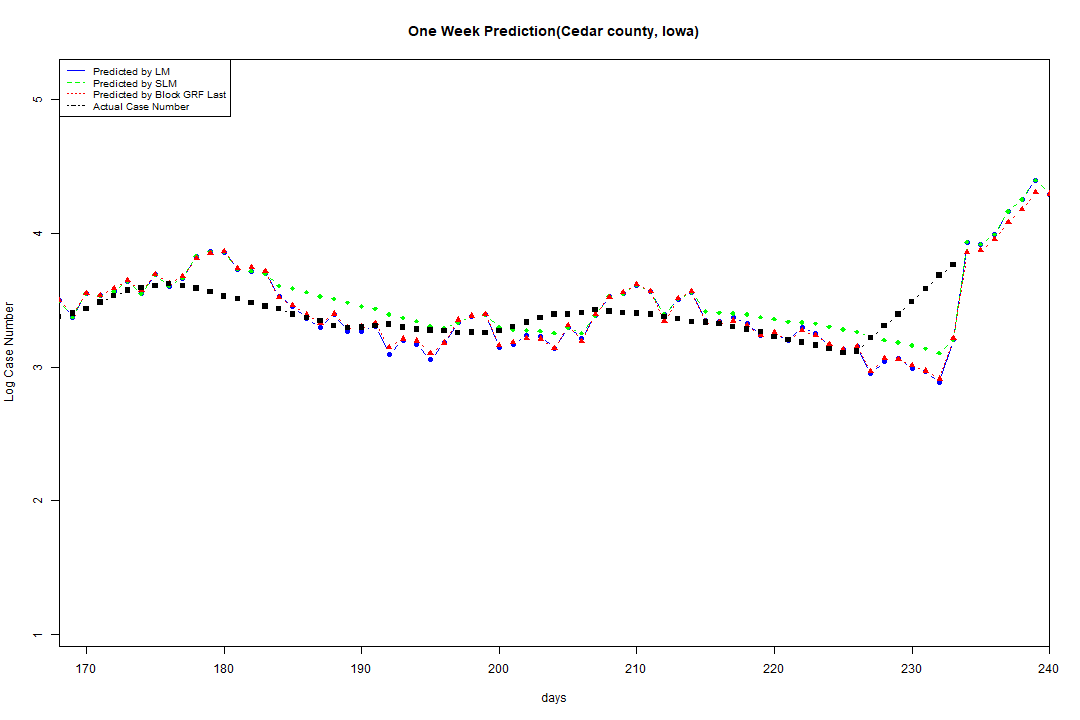 One Week Prediction(Cedar county, Iowa)
Predicted by LM
Predicted by SLM
Predicted by Block GRF Last
Actual Case Number
5
4
3
2
1
Log Case Number
170 180 190 200 210 220 230 240
days